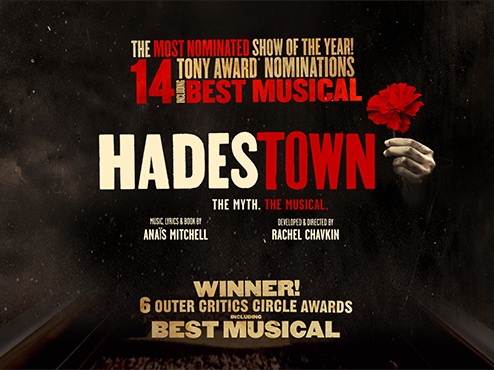 THE MOST NOMINATED SHOW OF THE YEAR!
14 TONY AWARD® NOMINATIONS
INCLUDING BEST MUSICAL
HADESTOWN
THE MYTH. THE MUSICAL.
MUSIC, LYRICS & BOOK BY
ANAÏS MITCHELL
DEVELOPED & DIRECTED BY
RACHEL CHAVKIN
WINNER!
6 OUTER CRITICS CIRCLE AWARDS
INCLUDING
BEST MUSICAL